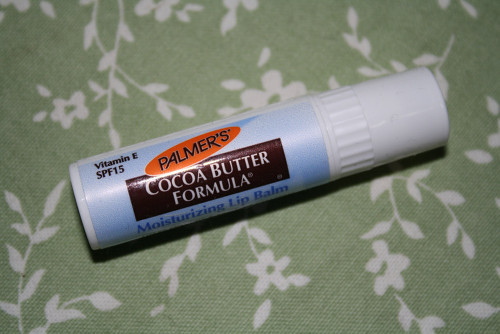 Vitamin E
SPF15
PALMER'S®
COCOA BUTTER
FORMULA®
Moisturizing Lip Balm